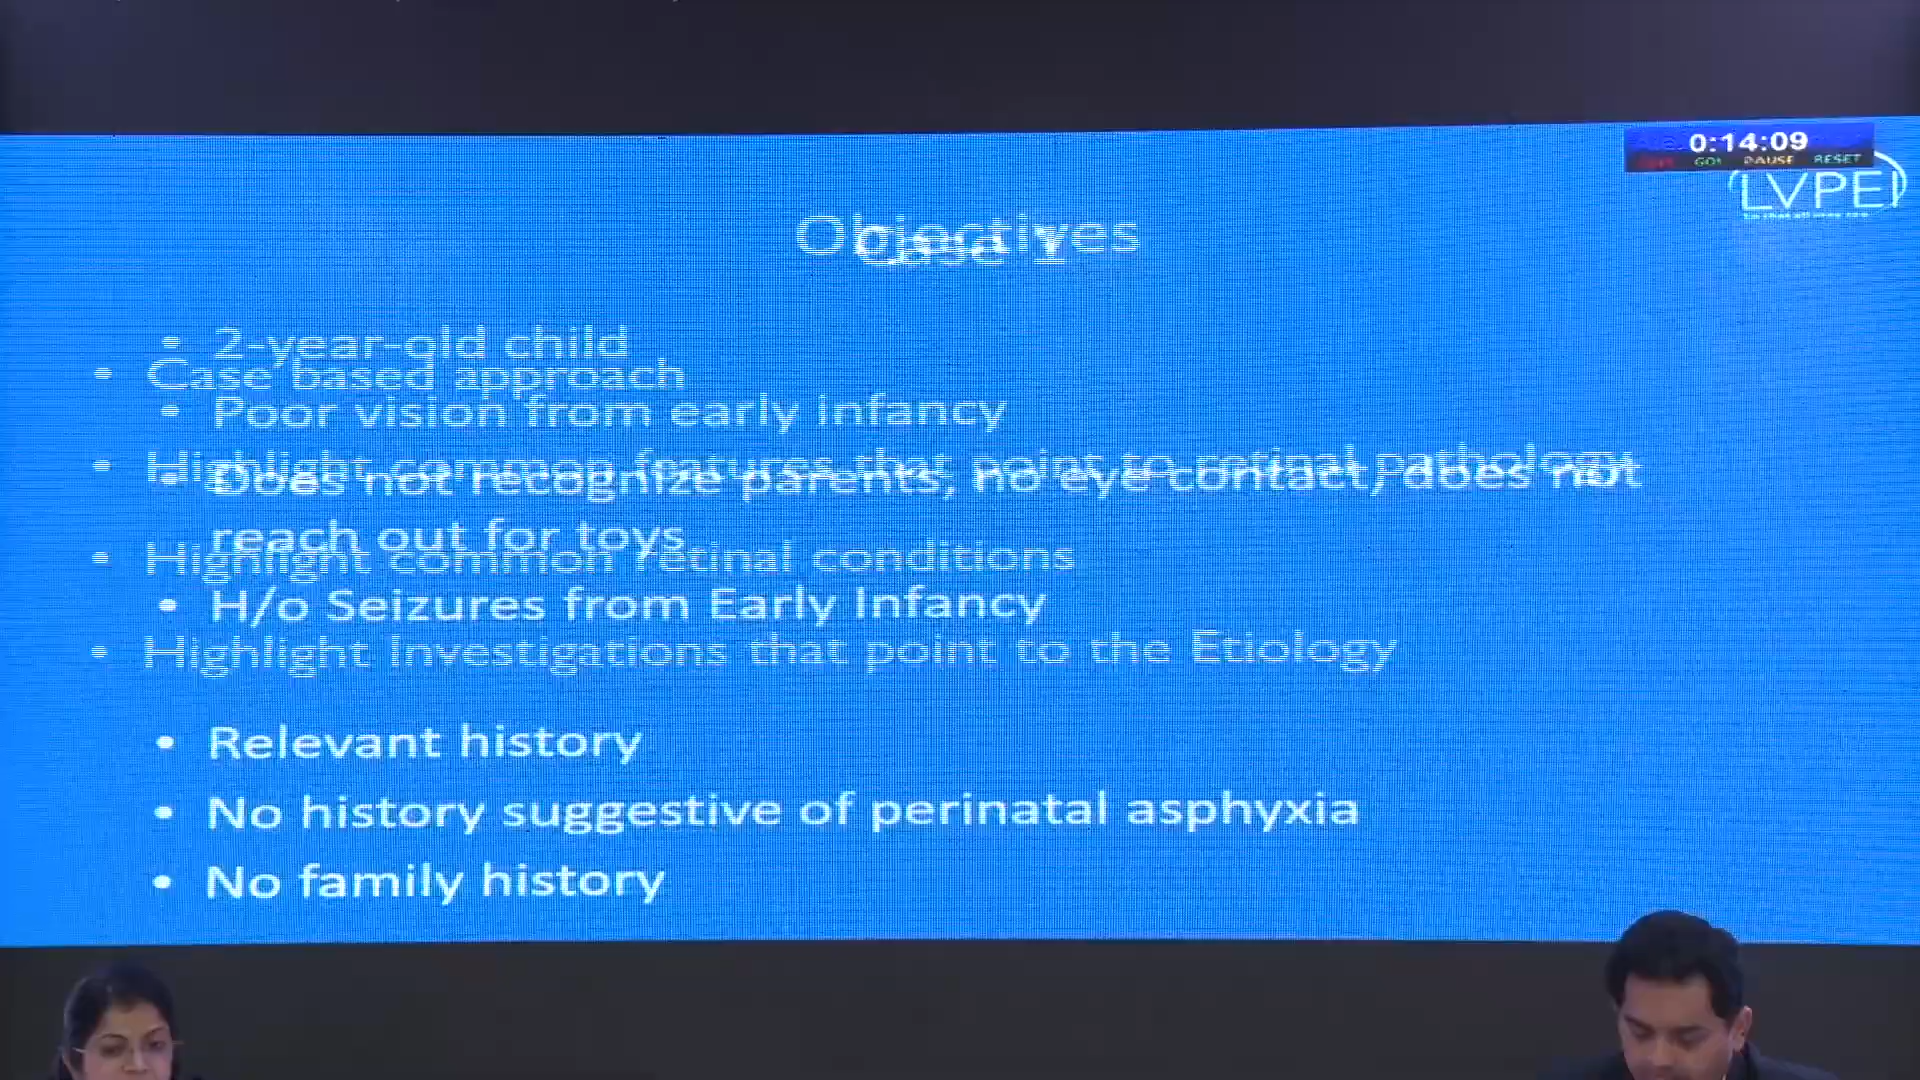 0:14:09
GO! PAUSE RESET
LVPEI
Objectives
Case 1
• 2-year-old child
• Case based approach
• Poor vision from early infancy
• Highlight common features that point to retinal pathology
• Does not recognize parents, no eye contact, does not
reach out for toys
• Highlight common retinal conditions
• H/o Seizures from Early Infancy
• Highlight Investigations that point to the Etiology
• Relevant history
• No history suggestive of perinatal asphyxia
• No family history